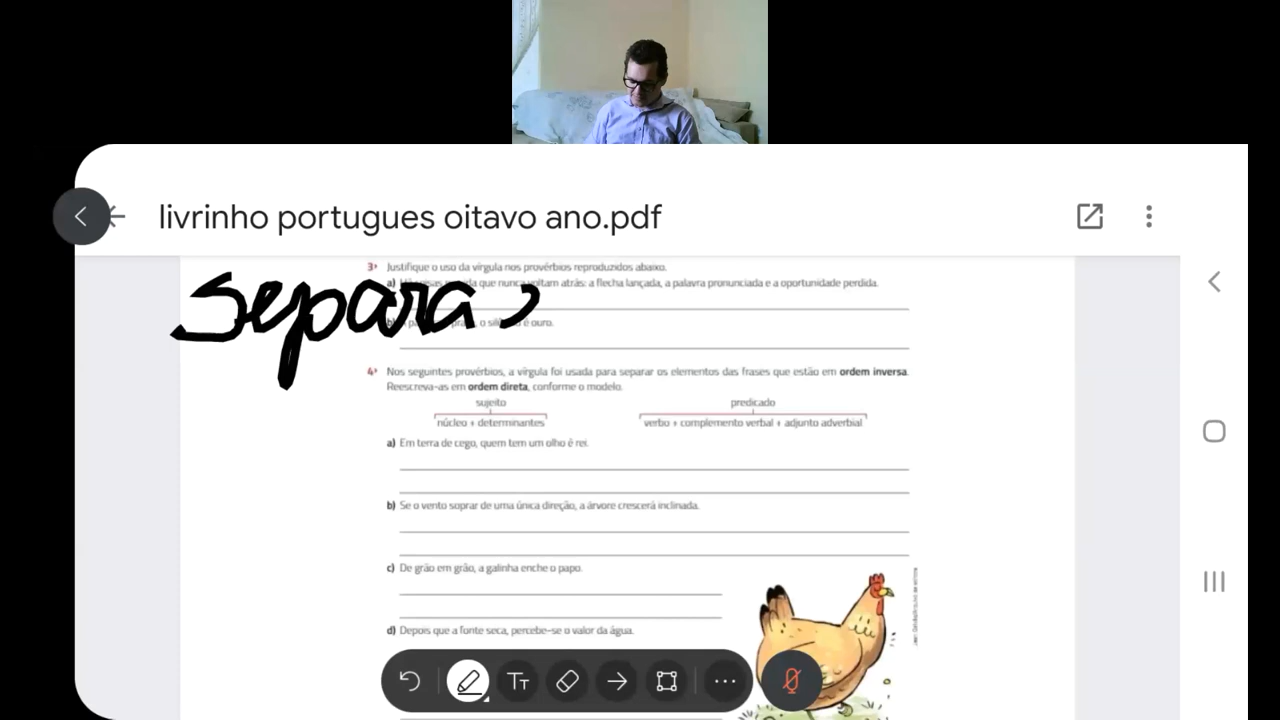 livrinho portugues oitavo ano.pdf
3 Justifique o uso da vírgula nos provérbios reproduzidos abaixo.
a) que nunca voltam atrás: a flecha lançada, a palavra pronunciada e a oportunidade perdida.
separa ,
b) o silêncio é ouro.
4 Nos seguintes provérbios, a vírgula foi usada para separar os elementos das frases que estão em ordem inversa.
Reescreva-as em ordem direta, conforme o modelo.
sujeito predicado
núcleo + determinantes verbo + complemento verbal + adjunto adverbial
a) Em terra de cego, quem tem um olho é rei.
b) Se o vento soprar de uma única direção, a árvore crescerá inclinada.
c) De grão em grão, a galinha enche o papo.
d) Depois que a fonte seca, percebe-se o valor da água.
TT